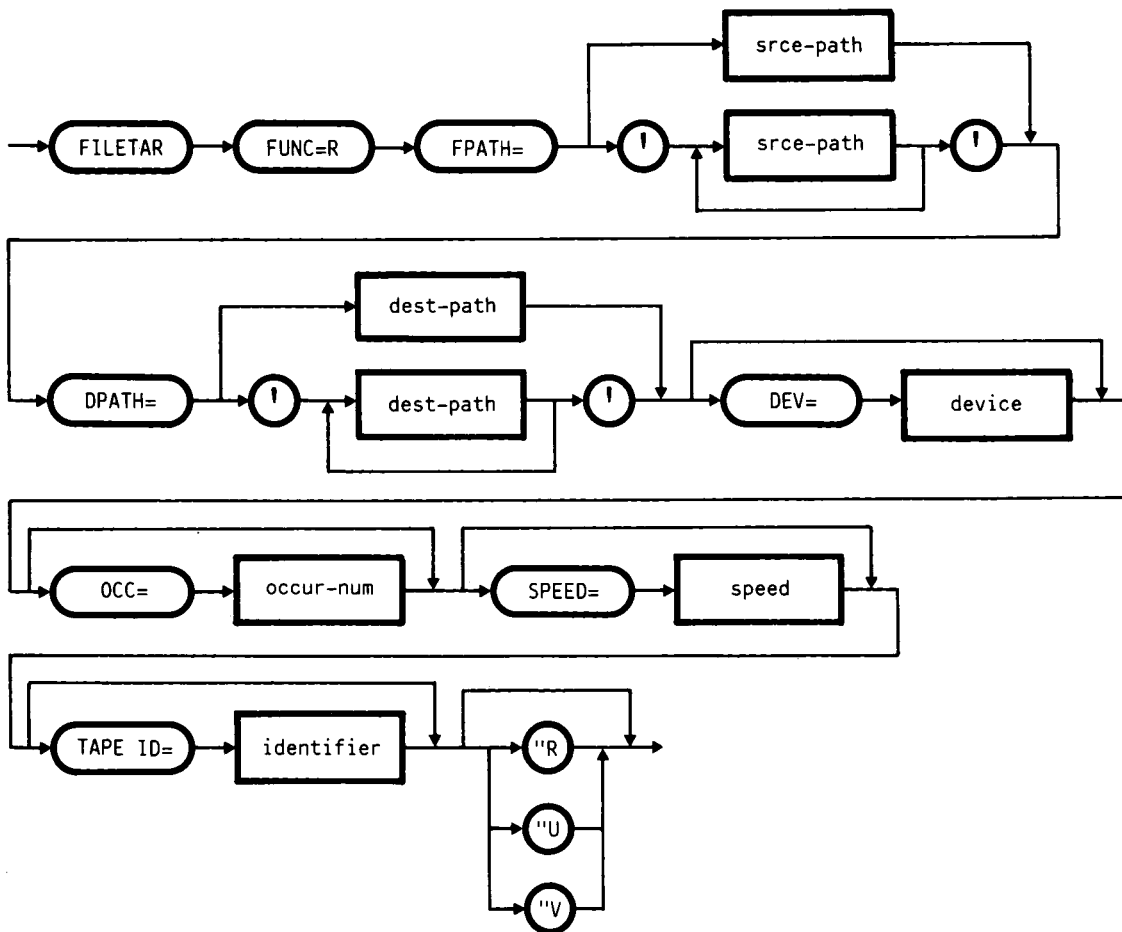 srce-path
FILETAR FUNC=R FPATH= ' srce-path '
dest-path
DPATH= ' dest-path ' DEV= device
OCC= occur-num SPEED= speed
TAPE ID= identifier "R
"U
"V